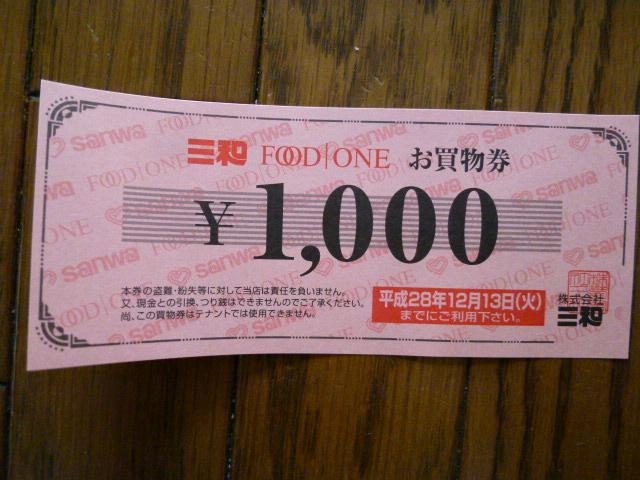 三和 FOOD|ONE お買物券
¥1,000
本券の盗難・紛失等に対して当店は責任を負いません。
又、現金との引換、つり銭はできませんのでご了承ください。
尚、この買物券はテナントでは使用できません。
平成28年12月13日(火)
までにご利用下さい。
株式会社
三和
sanwa FOOD|ONE sanwa